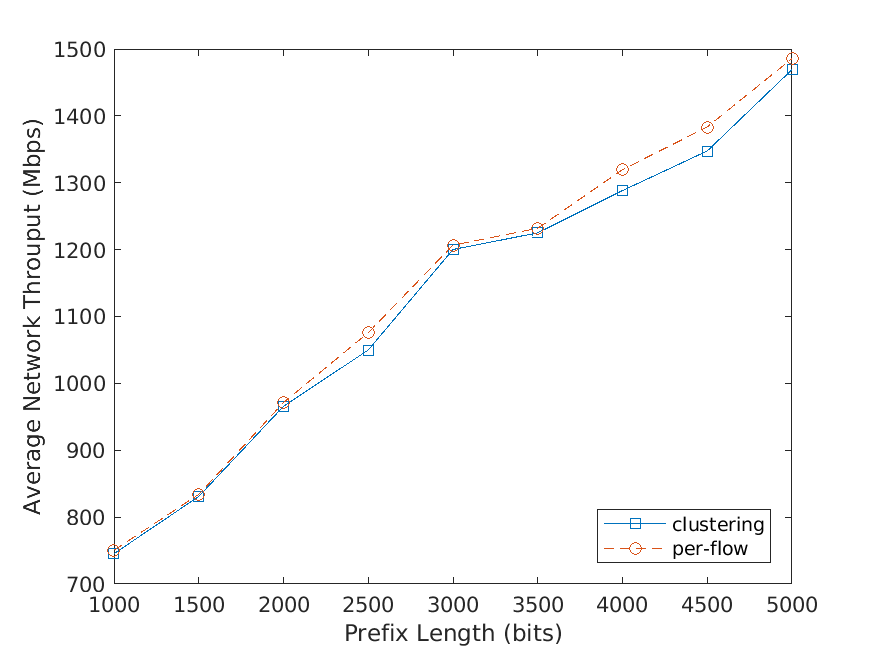 1500
1400
1300
1200
1100
1000
900
800
700
Average Network Throuput (Mbps)
clustering
per-flow
1000 1500 2000 2500 3000 3500 4000 4500 5000
Prefix Length (bits)